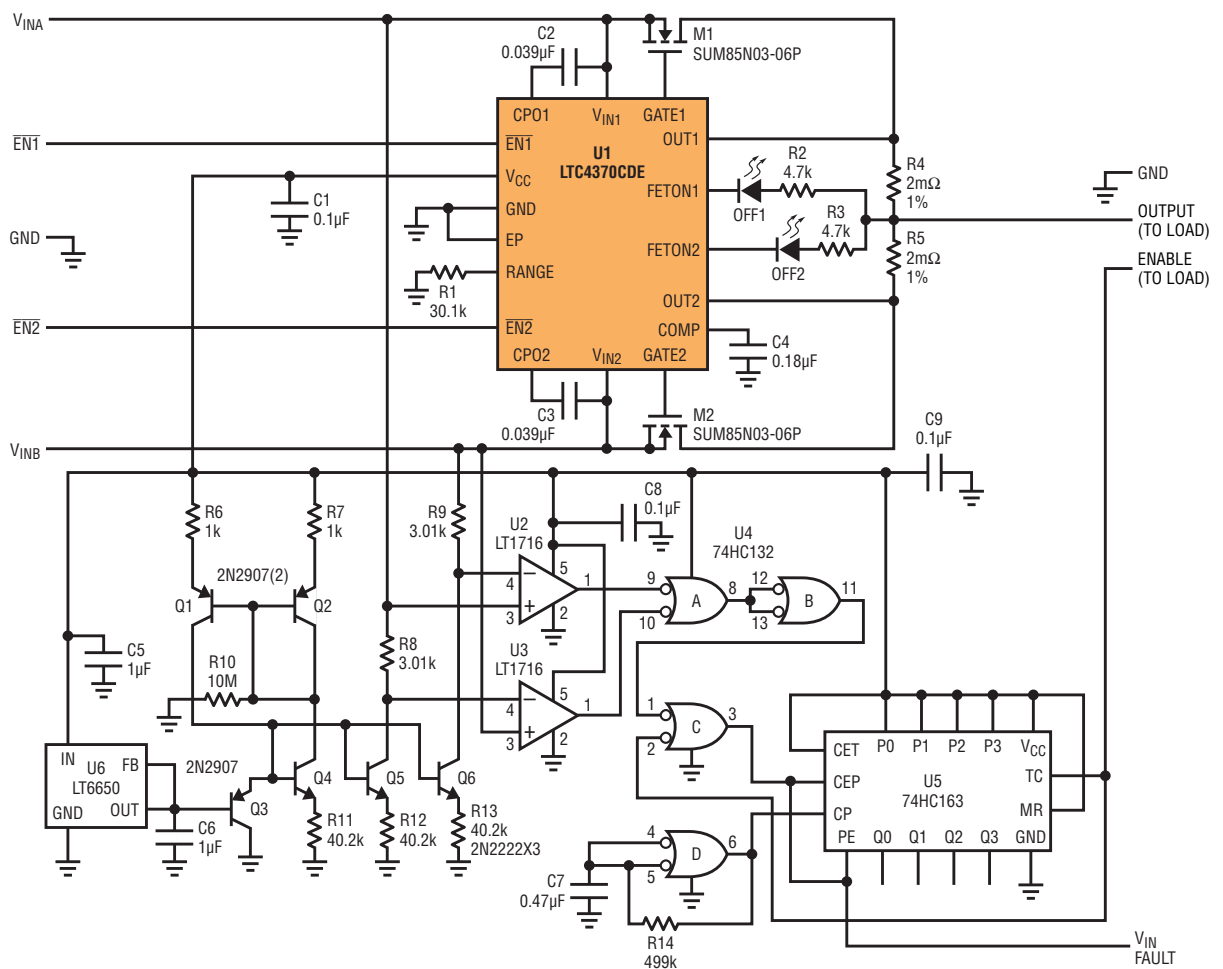 VINA
C2
0.039µF
M1
SUM85N03-06P
CPO1
VIN1
GATE1
EN1
EN1
OUT1
U1
LTC4370CDE
VCC
C1
0.1µF
FETON1
OFF1
R2
4.7k
R4
2mΩ
1%
GND
GND
GND
EP
R3
4.7k
OUTPUT
(TO LOAD)
FETON2
OFF2
R5
2mΩ
1%
ENABLE
(TO LOAD)
RANGE
R1
30.1k
OUT2
EN2
EN2
COMP
C4
0.18µF
CPO2
VIN2
GATE2
C3
0.039µF
M2
SUM85N03-06P
VINB
C9
0.1µF
R6
1k
R7
1k
R9
3.01k
U2
LT1716
C8
0.1µF
U4
74HC132
5
4
3
1
2
9
10
A
8
12
13
B
11
2N2907(2)
Q1
Q2
R8
3.01k
U3
LT1716
5
4
3
1
2
C5
1µF
R10
10M
1
2
C
3
CET
P0
P1
P2
P3
VCC
CEP
TC
U5
74HC163
CP
MR
PE
Q0
Q1
Q2
Q3
GND
IN
FB
U6
LT6650
GND
OUT
2N2907
Q3
Q4
Q5
Q6
C6
1µF
R11
40.2k
R12
40.2k
R13
40.2k
2N2222X3
4
5
D
6
C7
0.47µF
R14
499k
VIN
FAULT